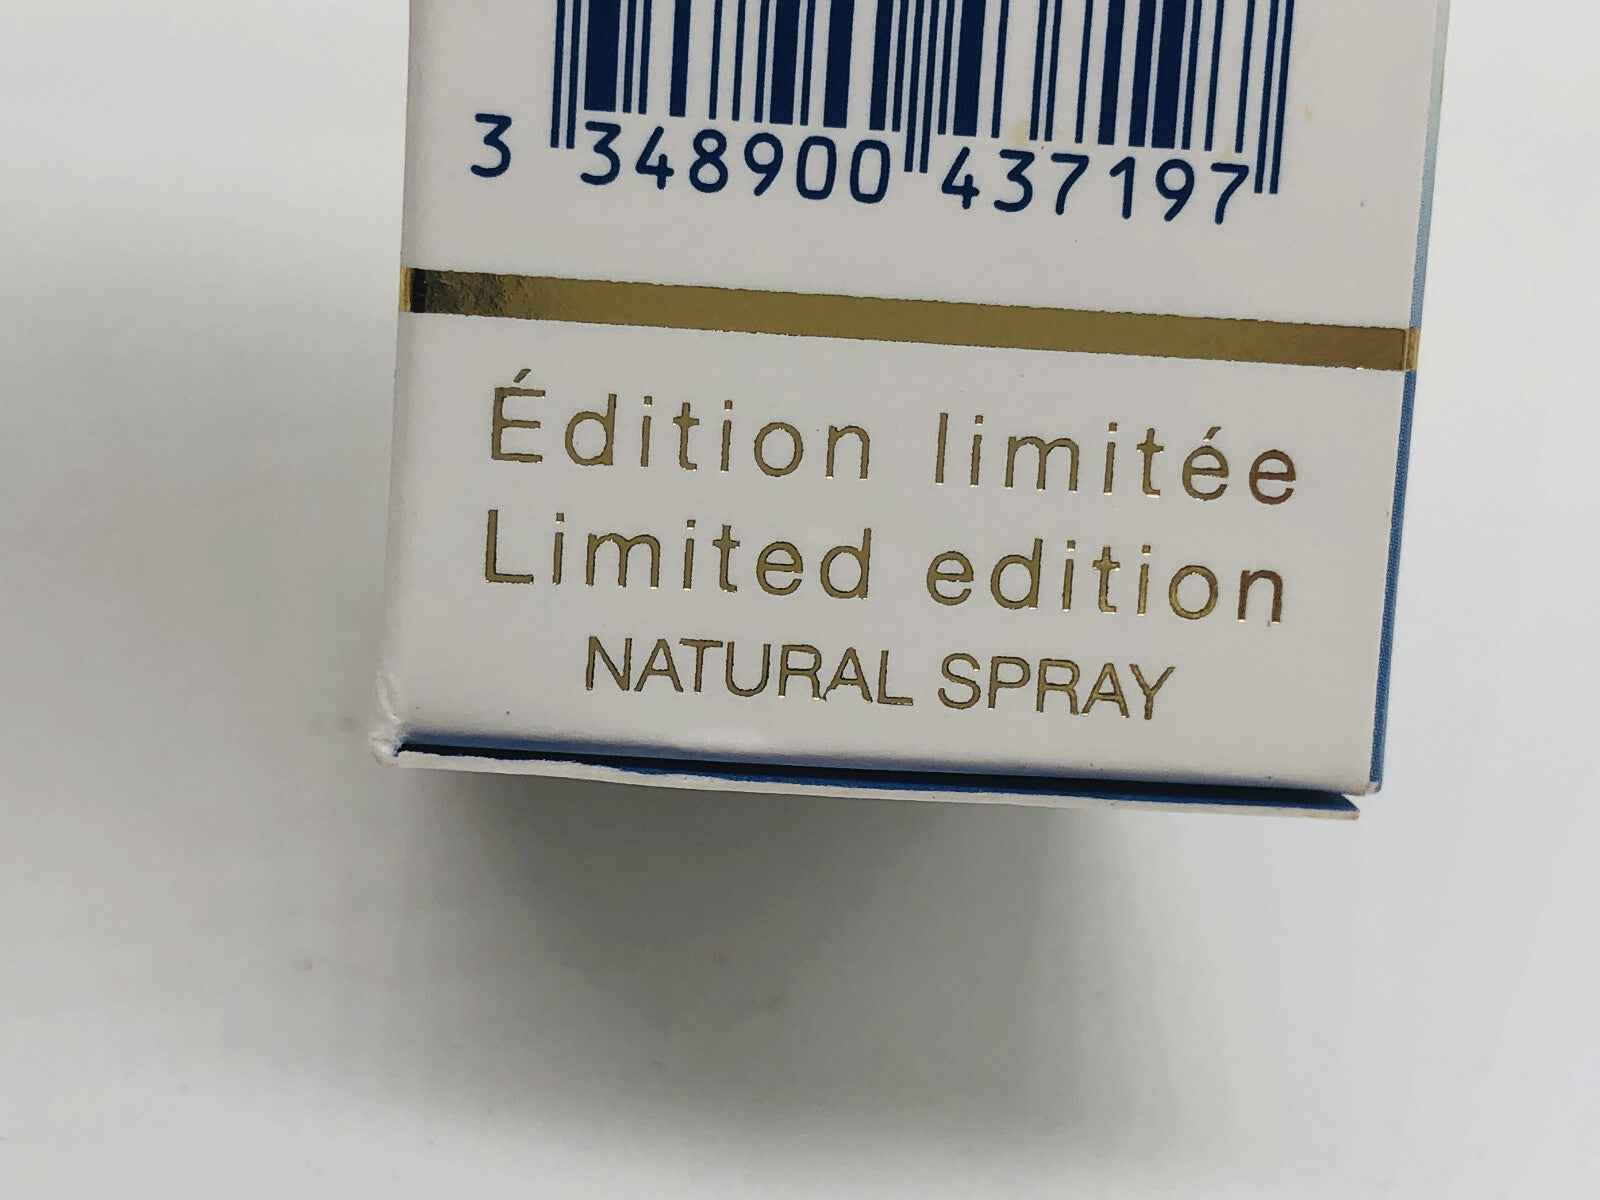 3 348900 437197
Édition limitée
Limited edition
NATURAL SPRAY